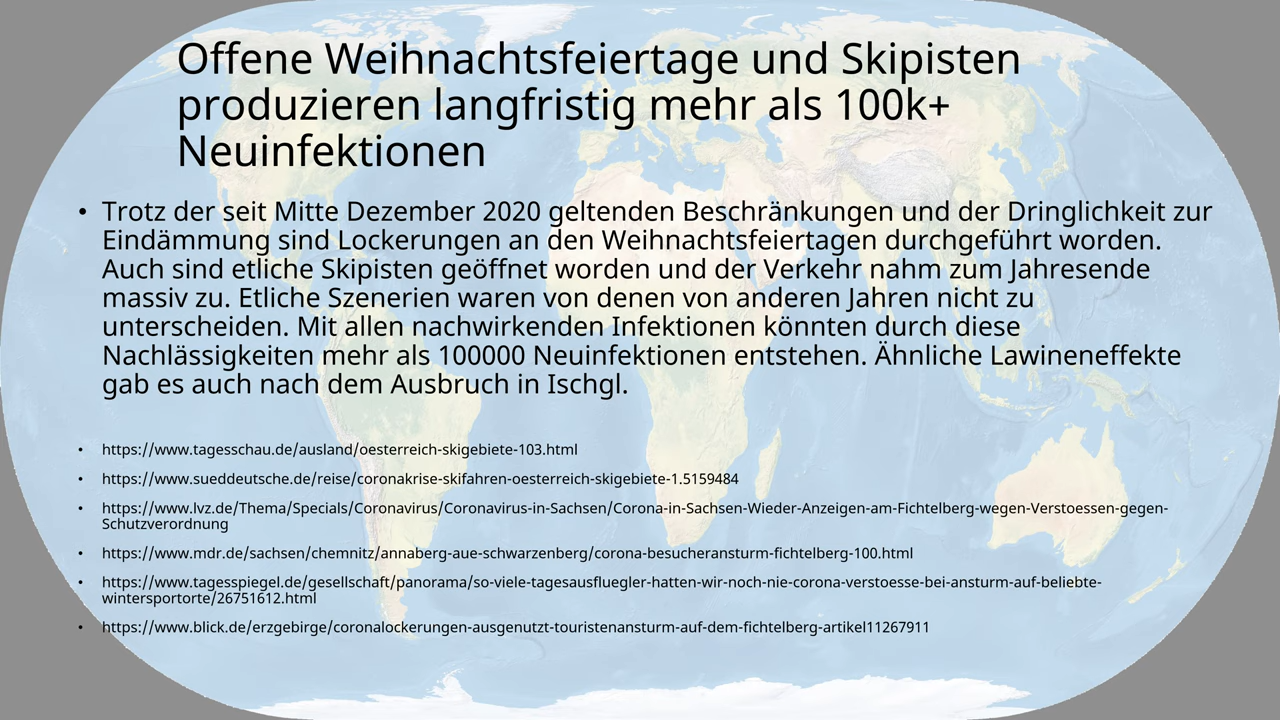 Offene Weihnachtsfeiertage und Skipisten
produzieren langfristig mehr als 100k+
Neuinfektionen
• Trotz der seit Mitte Dezember 2020 geltenden Beschränkungen und der Dringlichkeit zur
Eindämmung sind Lockerungen an den Weihnachtsfeiertagen durchgeführt worden.
Auch sind etliche Skipisten geöffnet worden und der Verkehr nahm zum Jahresende
massiv zu. Etliche Szenerien waren von denen von anderen Jahren nicht zu
unterscheiden. Mit allen nachwirkenden Infektionen könnten durch diese
Nachlässigkeiten mehr als 100000 Neuinfektionen entstehen. Ähnliche Lawineneffekte
gab es auch nach dem Ausbruch in Ischgl.
• https://www.tagesschau.de/ausland/oesterreich-skigebiete-103.html
• https://www.sueddeutsche.de/reise/coronakrise-skifahren-oesterreich-skigebiete-1.5159484
• https://www.lvz.de/Thema/Specials/Coronavirus/Coronavirus-in-Sachsen/Corona-in-Sachsen-Wieder-Anzeigen-am-Fichtelberg-wegen-Verstoessen-gegen-
Schutzverordnung
• https://www.mdr.de/sachsen/chemnitz/annaberg-aue-schwarzenberg/corona-besucheransturm-fichtelberg-100.html
• https://www.tagesspiegel.de/gesellschaft/panorama/so-viele-tagesausfluegler-hatten-wir-noch-nie-corona-verstoesse-bei-ansturm-auf-beliebte-
wintersportorte/26751612.html
• https://www.blick.de/erzgebirge/coronalockerungen-ausgenutzt-touristenansturm-auf-dem-fichtelberg-artikel11267911